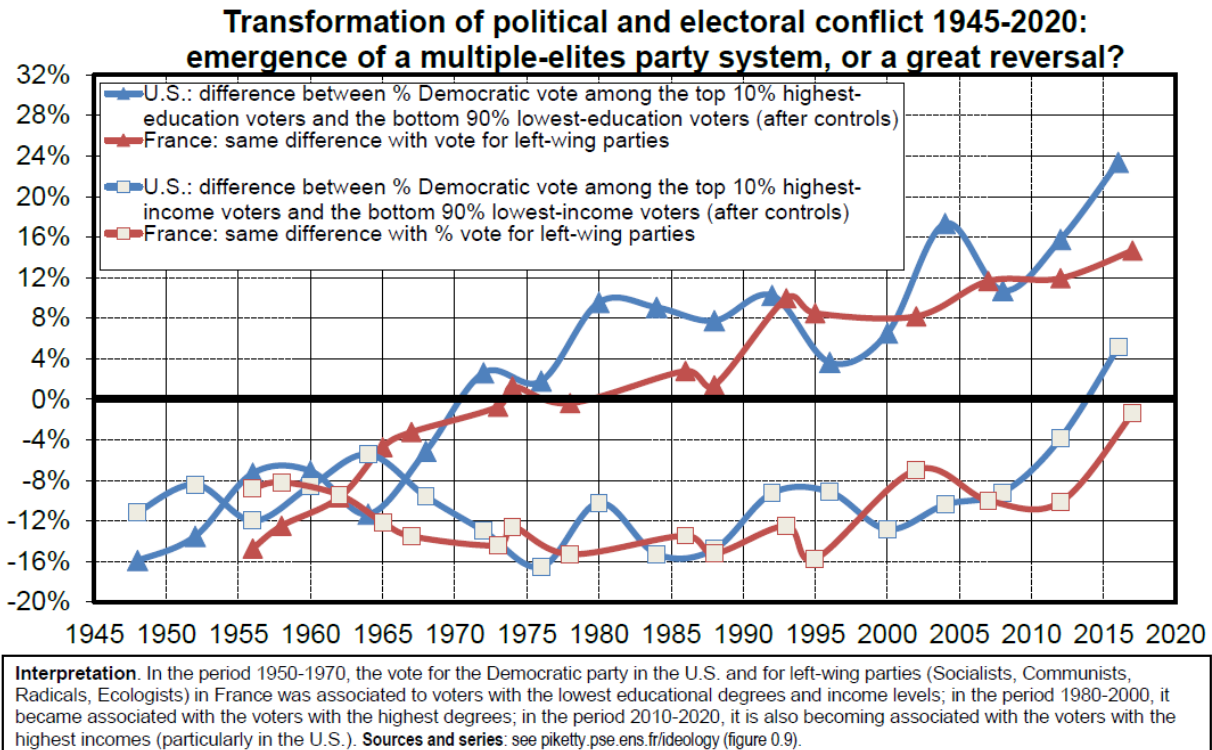 Transformation of political and electoral conflict 1945-2020:
emergence of a multiple-elites party system, or a great reversal?
32%
28%
24%
20%
16%
12%
8%
4%
0%
-4%
-8%
-12%
-16%
-20%
U.S.: difference between % Democratic vote among the top 10% highest-
education voters and the bottom 90% lowest-education voters (after controls)
France: same difference with vote for left-wing parties
U.S.: difference between % Democratic vote among the top 10% highest-
income voters and the bottom 90% lowest-income voters (after controls)
France: same difference with % vote for left-wing parties
1945 1950 1955 1960 1965 1970 1975 1980 1985 1990 1995 2000 2005 2010 2015 2020
Interpretation. In the period 1950-1970, the vote for the Democratic party in the U.S. and for left-wing parties (Socialists, Communists,
Radicals, Ecologists) in France was associated to voters with the lowest educational degrees and income levels; in the period 1980-2000, it
became associated with the voters with the highest degrees; in the period 2010-2020, it is also becoming associated with the voters with the
highest incomes (particularly in the U.S.). Sources and series: see piketty.pse.ens.fr/ideology (figure 0.9).